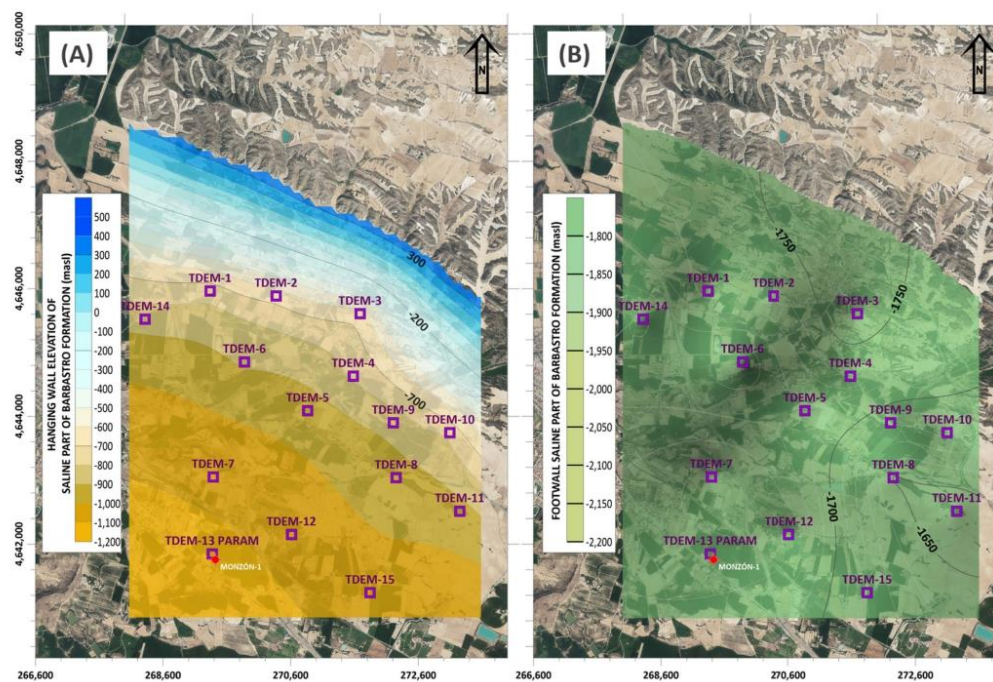 (A)
N
4,650,000
4,648,000
4,646,000
4,644,000
4,642,000
HANGING WALL ELEVATION OF
SALINE PART OF BARBASTRO FORMATION (masl)
500
400
300
200
100
0
-100
-200
-300
-400
-500
-600
-700
-800
-900
-1,000
-1,100
-1,200
300
-200
-700
TDEM-1
TDEM-2
TDEM-3
TDEM-14
TDEM-6
TDEM-4
TDEM-5
TDEM-9
TDEM-10
TDEM-7
TDEM-8
TDEM-11
TDEM-12
TDEM-13 PARAM
MONZÓN-1
TDEM-15
266,600
268,600
270,600
272,600
(B)
N
FOOTWALL SALINE PART OF BARBASTRO FORMATION (masl)
-1,800
-1,850
-1,900
-1,950
-2,000
-2,050
-2,100
-2,150
-2,200
-1750
-1750
-1700
-1650
TDEM-1
TDEM-2
TDEM-3
TDEM-14
TDEM-6
TDEM-4
TDEM-5
TDEM-9
TDEM-10
TDEM-7
TDEM-8
TDEM-11
TDEM-12
TDEM-13 PARAM
MONZÓN-1
TDEM-15
266,600
268,600
270,600
272,600